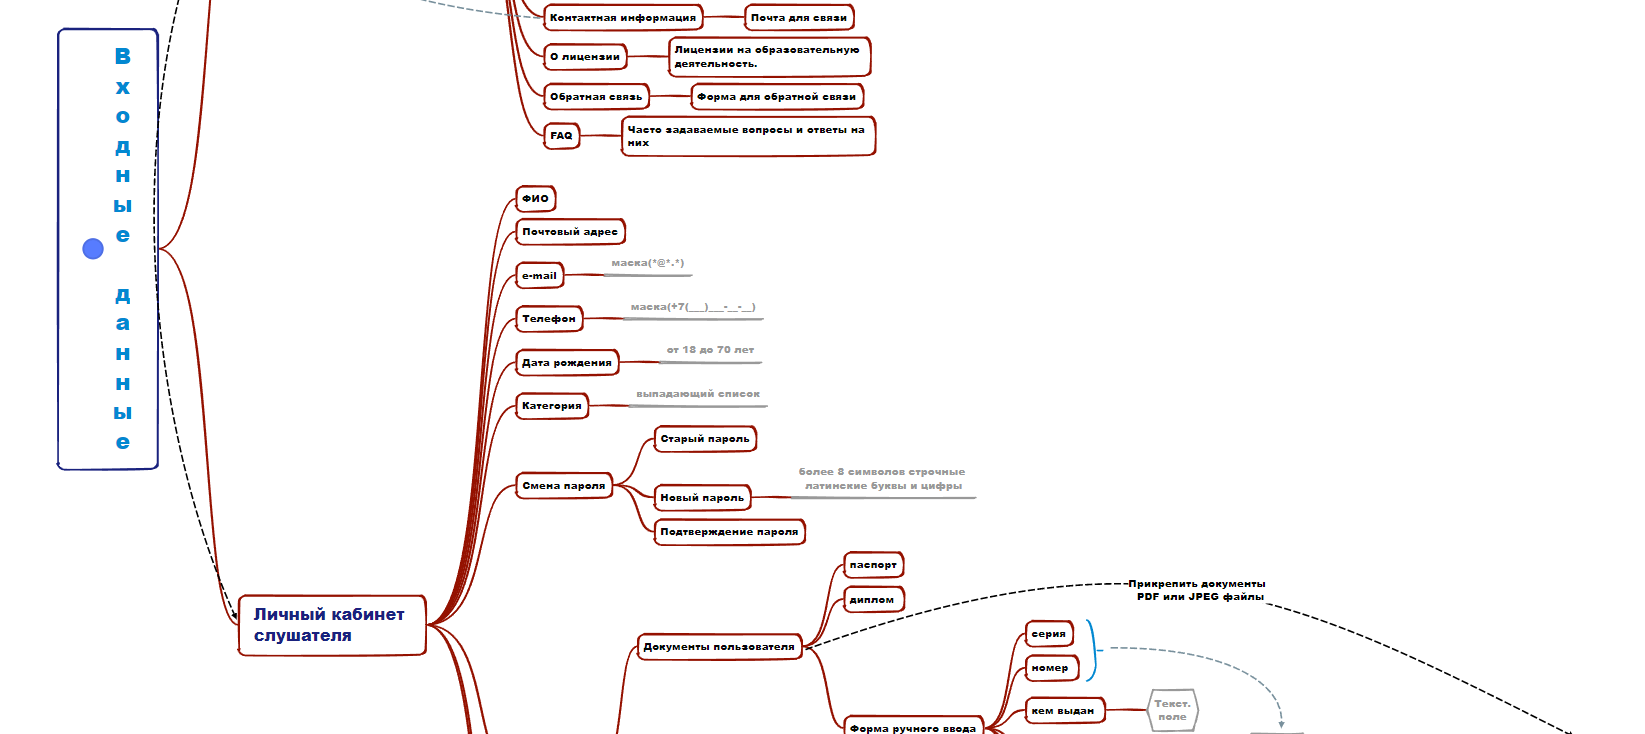 Входные данные
Контактная информация
Почта для связи
О лицензии
Лицензии на образовательную
деятельность.
Обратная связь
Форма для обратной связи
FAQ
Часто задаваемые вопросы и ответы на
них
ФИО
Почтовый адрес
e-mail
маска(*@*.*)
Телефон
маска(+7(___)___-__-__)
Дата рождения
от 18 до 70 лет
Категория
выпадающий список
Смена пароля
Старый пароль
Новый пароль
более 8 символов строчные
латинские буквы и цифры
Подтверждение пароля
Личный кабинет
слушателя
Документы пользователя
паспорт
диплом
Прикрепить документы
PDF или JPEG файлы
Форма ручного ввода
серия
номер
кем выдан
Текст.
поле